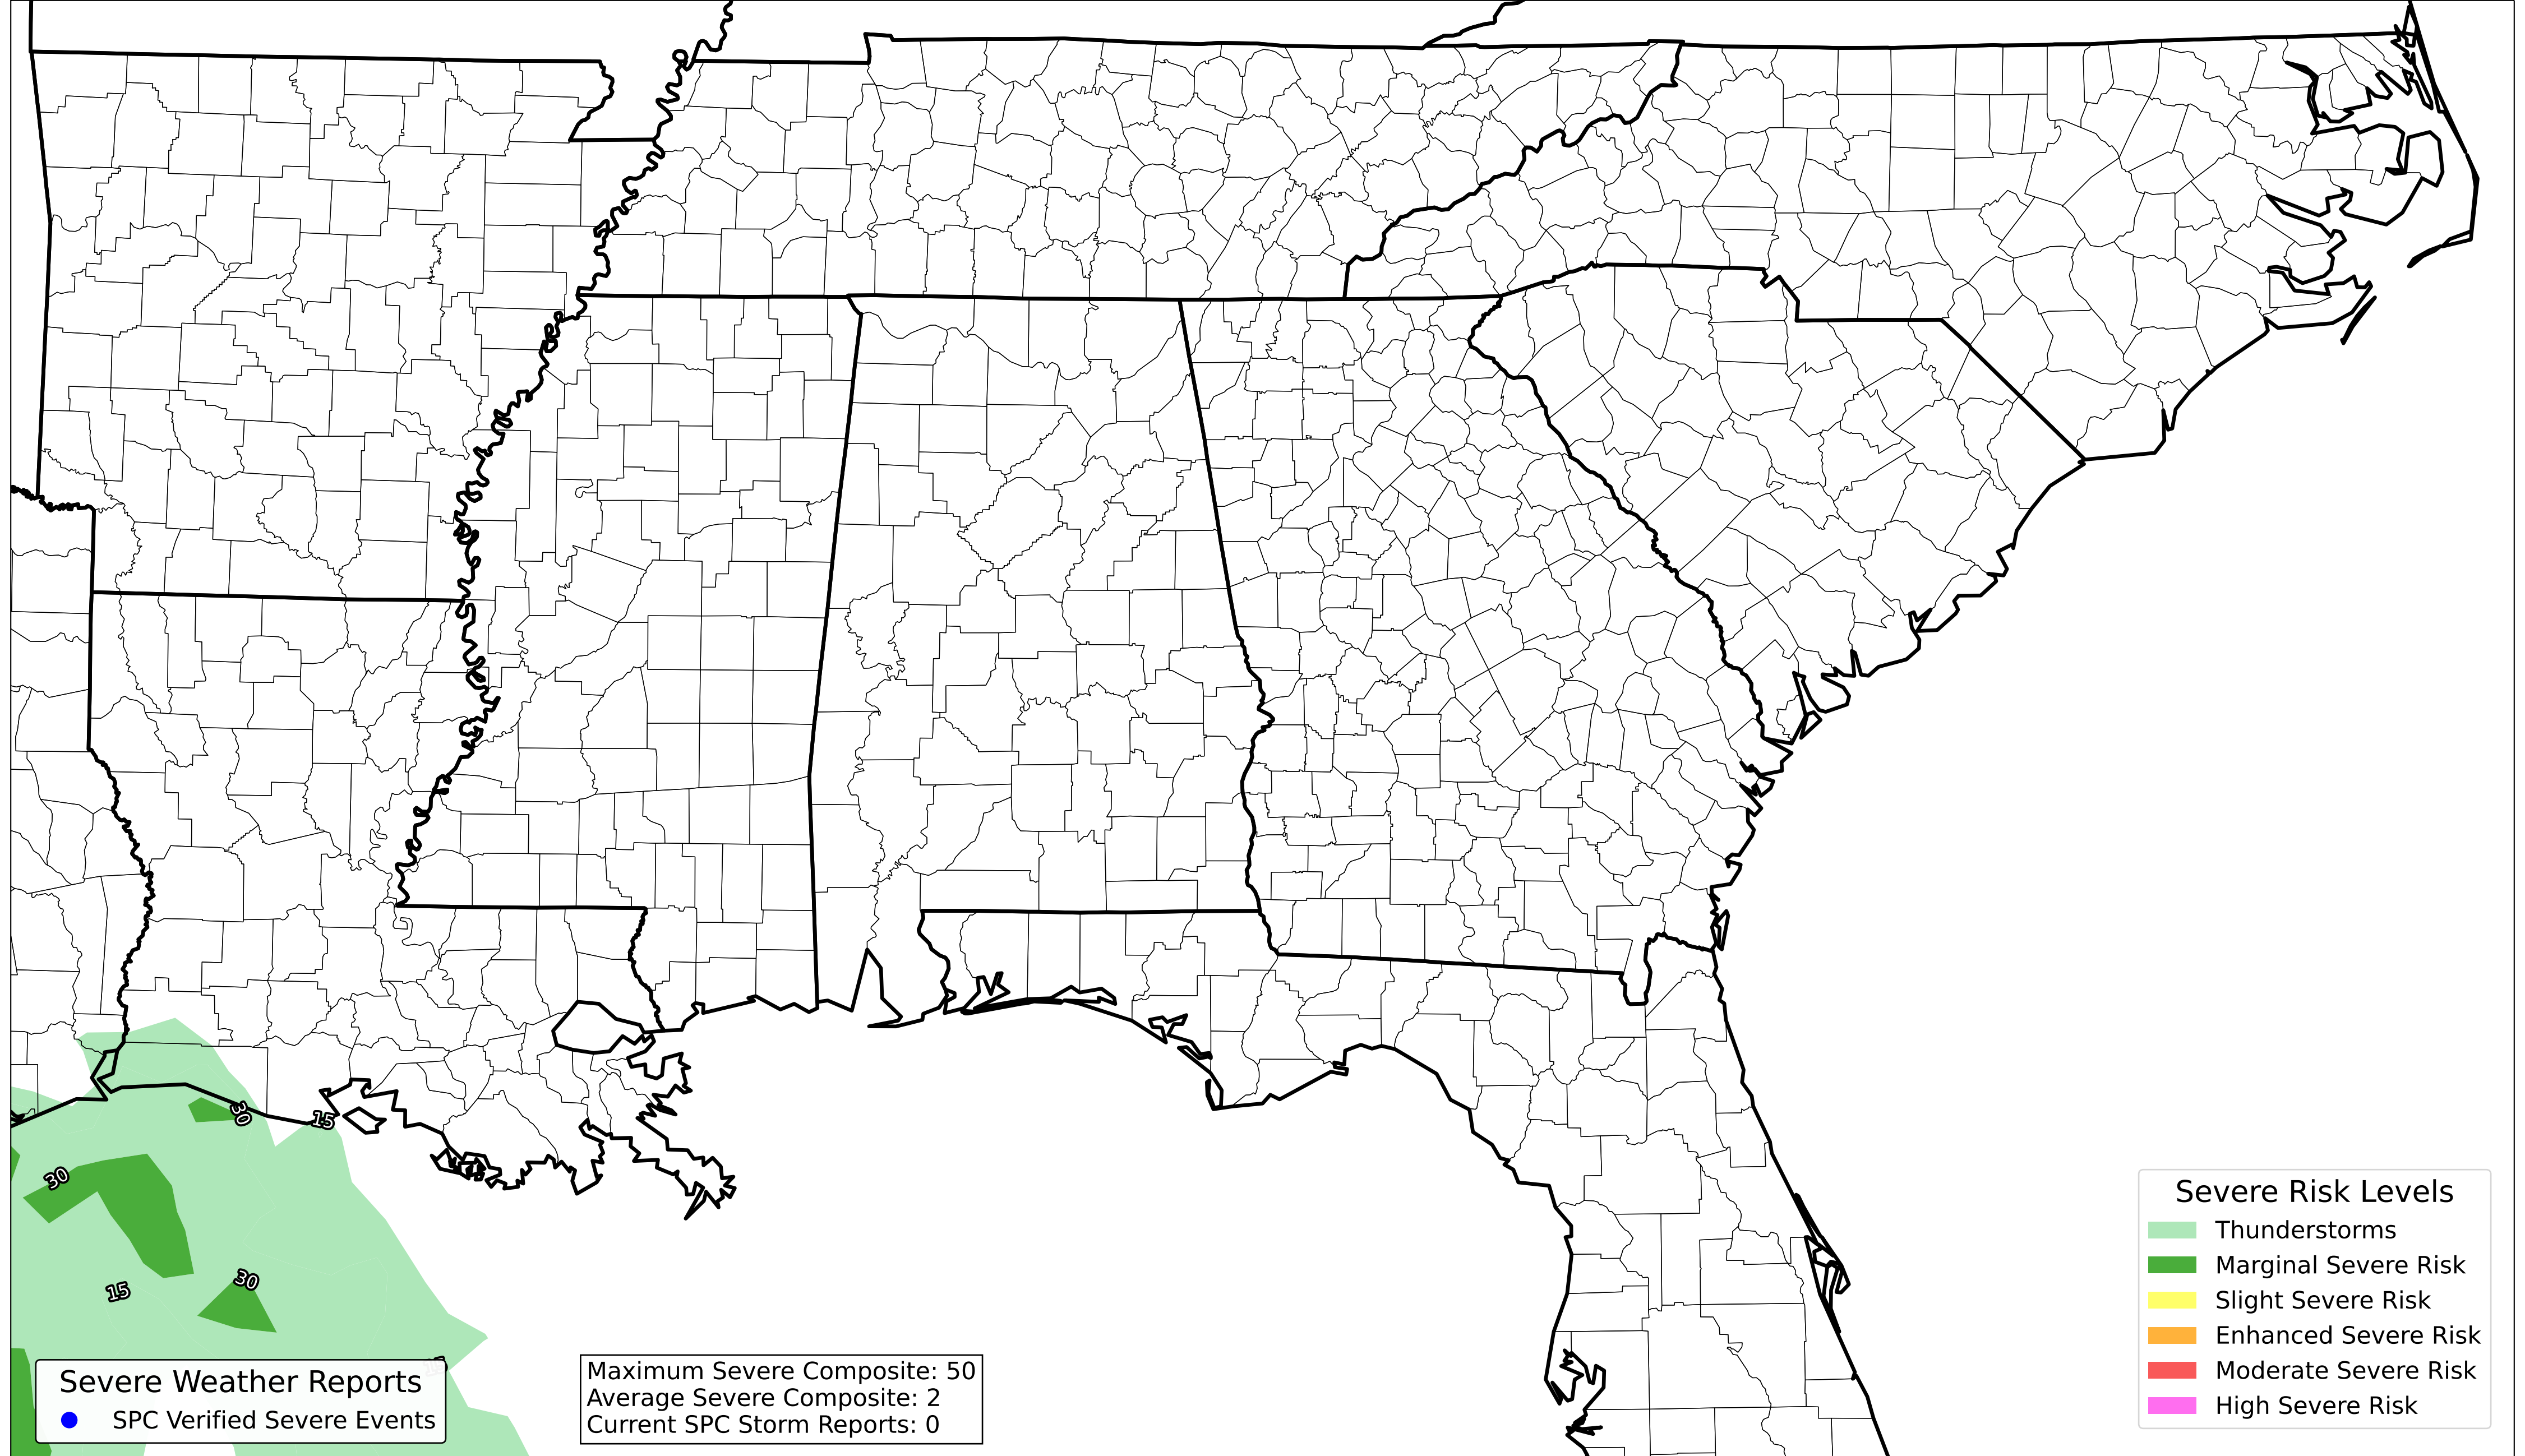 30
15
30
30
15
15
Severe Weather Reports
SPC Verified Severe Events
Maximum Severe Composite: 50
Average Severe Composite: 2
Current SPC Storm Reports: 0
Severe Risk Levels
Thunderstorms
Marginal Severe Risk
Slight Severe Risk
Enhanced Severe Risk
Moderate Severe Risk
High Severe Risk